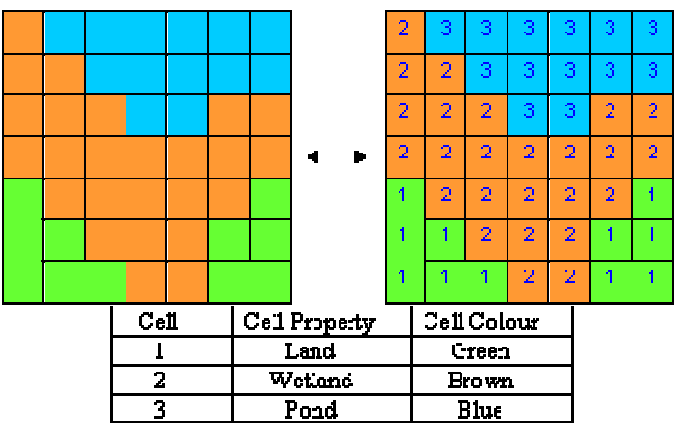 2 3 3 3 3 3 3
2 2 3 3 3 3 3
2 2 2 3 3 2 2
2 2 2 2 2 2 2
1 2 2 2 2 2 1
1 1 2 2 2 1 1
1 1 1 2 2 1 1
Cell Cell Property Cell Colour
1 Land Green
2 Wetland Brown
3 Pond Blue